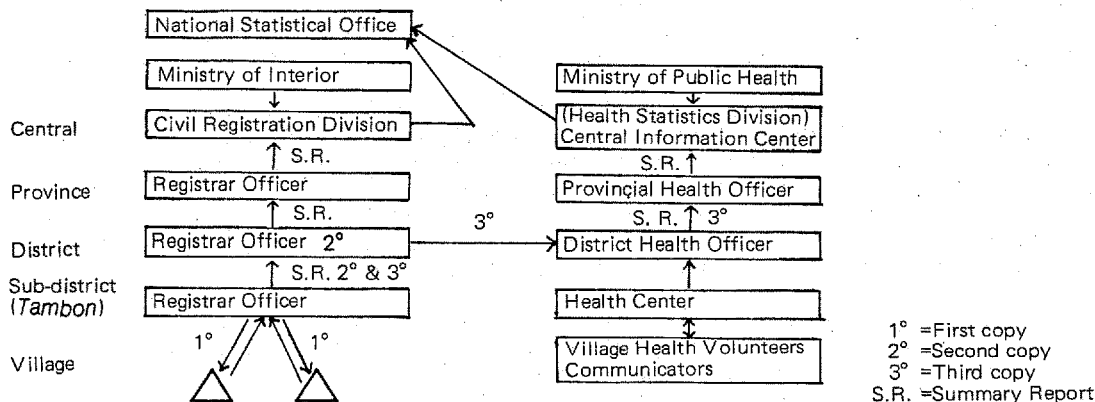 National Statistical Office
Ministry of Interior
Ministry of Public Health
Central
Civil Registration Division
(Health Statistics Division)
Central Information Center
S.R.
S.R.
Province
Registrar Officer
Provincial Health Officer
S.R.
3°
S. R.
3°
District
Registrar Officer 2°
District Health Officer
S.R. 2° & 3°
Sub-district
(Tambon)
Registrar Officer
Health Center
1°
1°
Village
Village Health Volunteers
Communicators
1° =First copy
2° =Second copy
3° =Third copy
S.R. =Summary Report